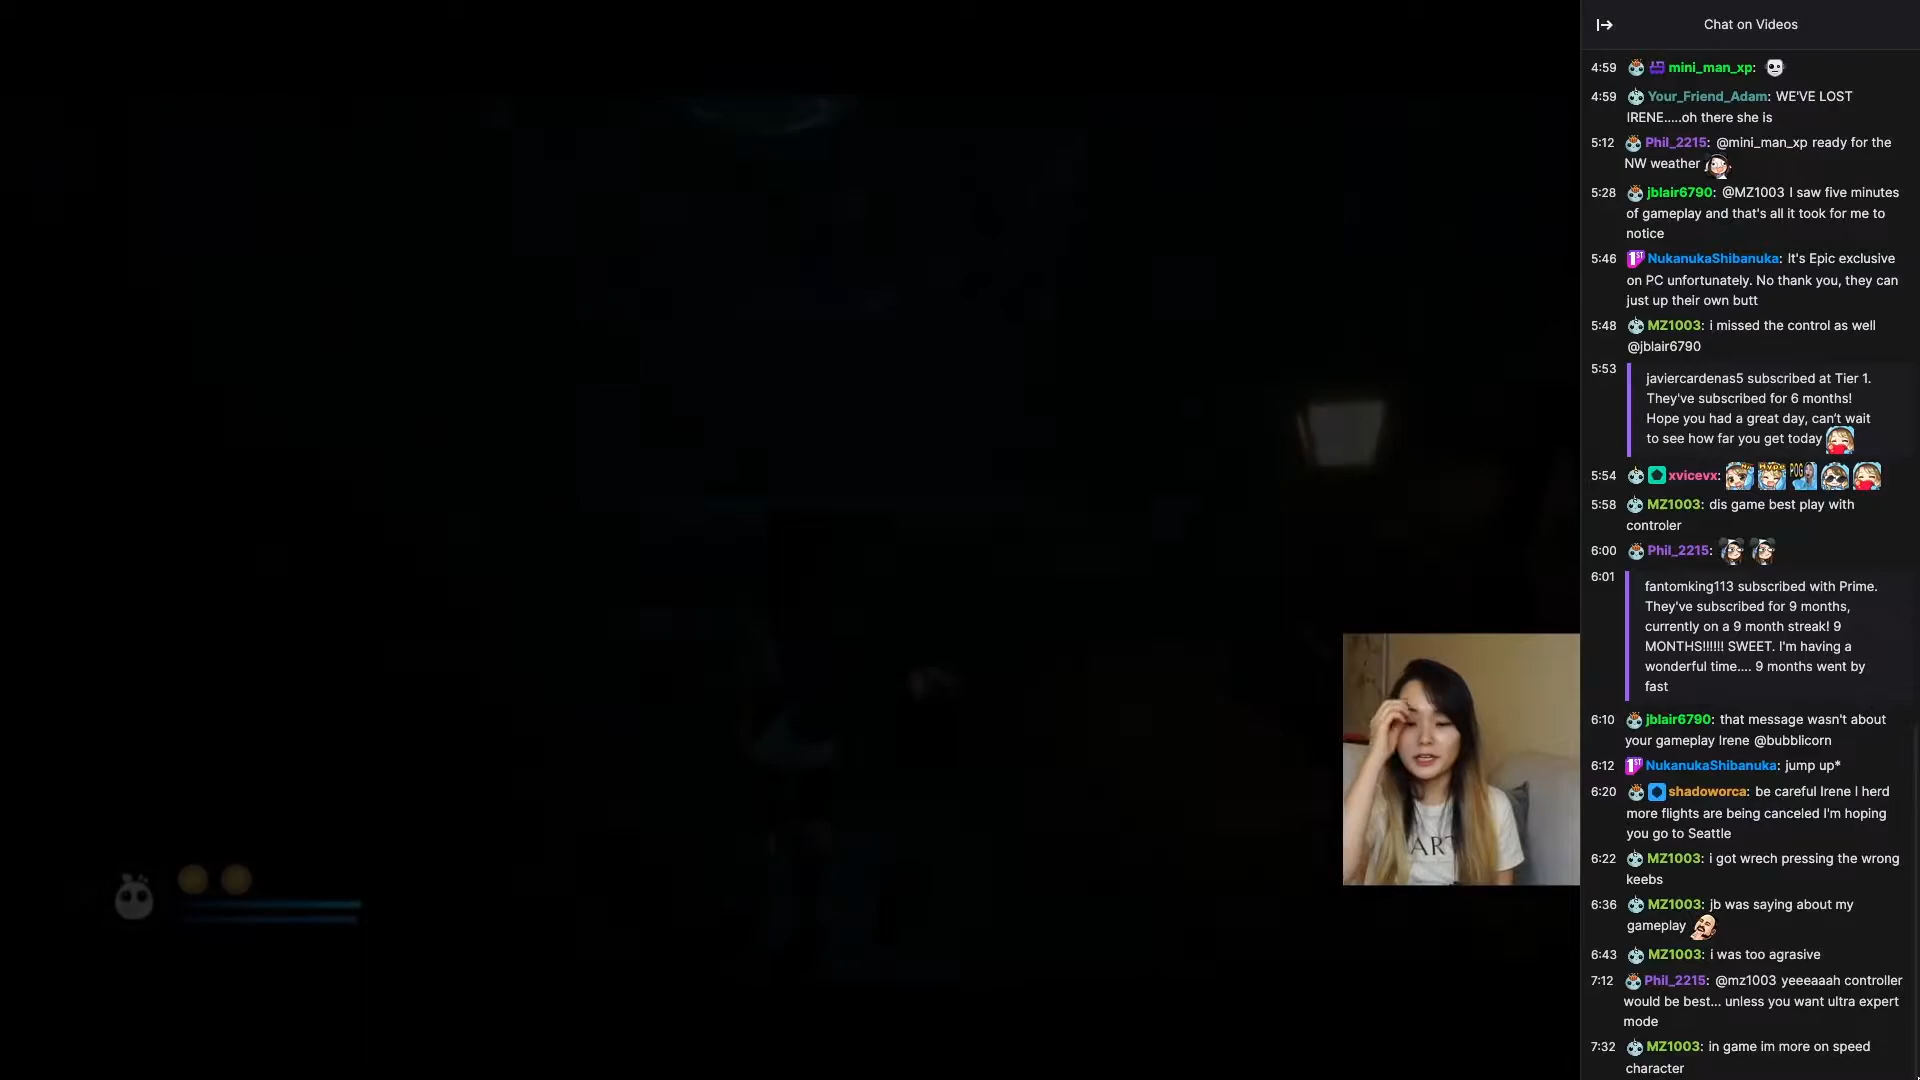 Chat on Videos
4:59 mini_man_xp:
4:59 Your_Friend_Adam: WE'VE LOST
IRENE.....oh there she is
5:12 Phil_2215: @mini_man_xp ready for the
NW weather
5:28 jblair6790: @MZ1003 I saw five minutes
of gameplay and that's all it took for me to
notice
5:46 NukanukaShibanuka: It's Epic exclusive
on PC unfortunately. No thank you, they can
just up their own butt
5:48 MZ1003: i missed the control as well
@jblair6790
5:53
javiercardenas5 subscribed at Tier 1.
They've subscribed for 6 months!
Hope you had a great day, can't wait
to see how far you get today
5:54 xvicevx:
5:58 MZ1003: dis game best play with
controler
6:00 Phil_2215:
6:01
fantomking113 subscribed with Prime.
They've subscribed for 9 months,
currently on a 9 month streak! 9
MONTHS!!!!!! SWEET. I'm having a
wonderful time.... 9 months went by
fast
6:10 jblair6790: that message wasn't about
your gameplay Irene @bubblicorn
6:12 NukanukaShibanuka: jump up*
6:20 shadoworca: be careful Irene I herd
more flights are being canceled I'm hoping
you go to Seattle
6:22 MZ1003: i got wrech pressing the wrong
keebs
6:36 MZ1003: jb was saying about my
gameplay
6:43 MZ1003: i was too agrasive
7:12 Phil_2215: @mz1003 yeeeaaah controller
would be best... unless you want ultra expert
mode
7:32 MZ1003: in game im more on speed
character